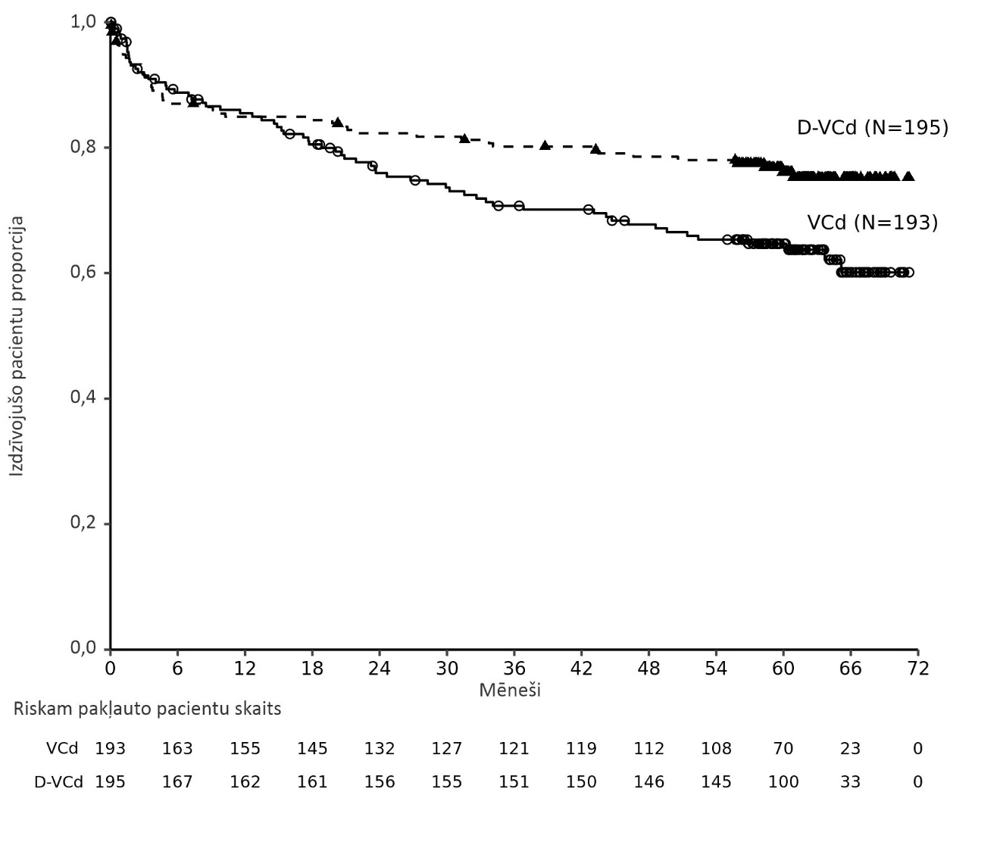 1,0
0,8
0,6
0,4
0,2
0,0
Izdzīvojušo pacientu proporcija
D-VCd (N=195)
VCd (N=193)
0 6 12 18 24 30 36 42 48 54 60 66 72
Mēneši
Riskam pakļauto pacientu skaits
VCd 193 163 155 145 132 127 121 119 112 108 70 23 0
D-VCd 195 167 162 161 156 155 151 150 146 145 100 33 0